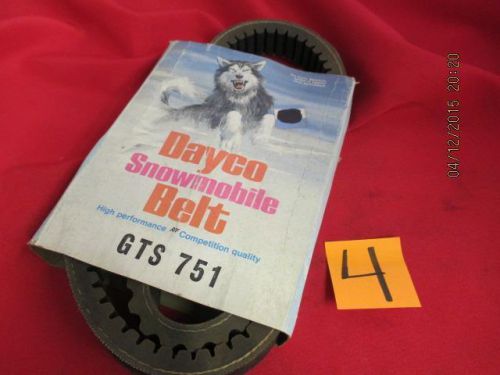 Dayco
Snowmobile
Belt
High performance or Competition quality
GTS 751
4
04/12/2015 20:20